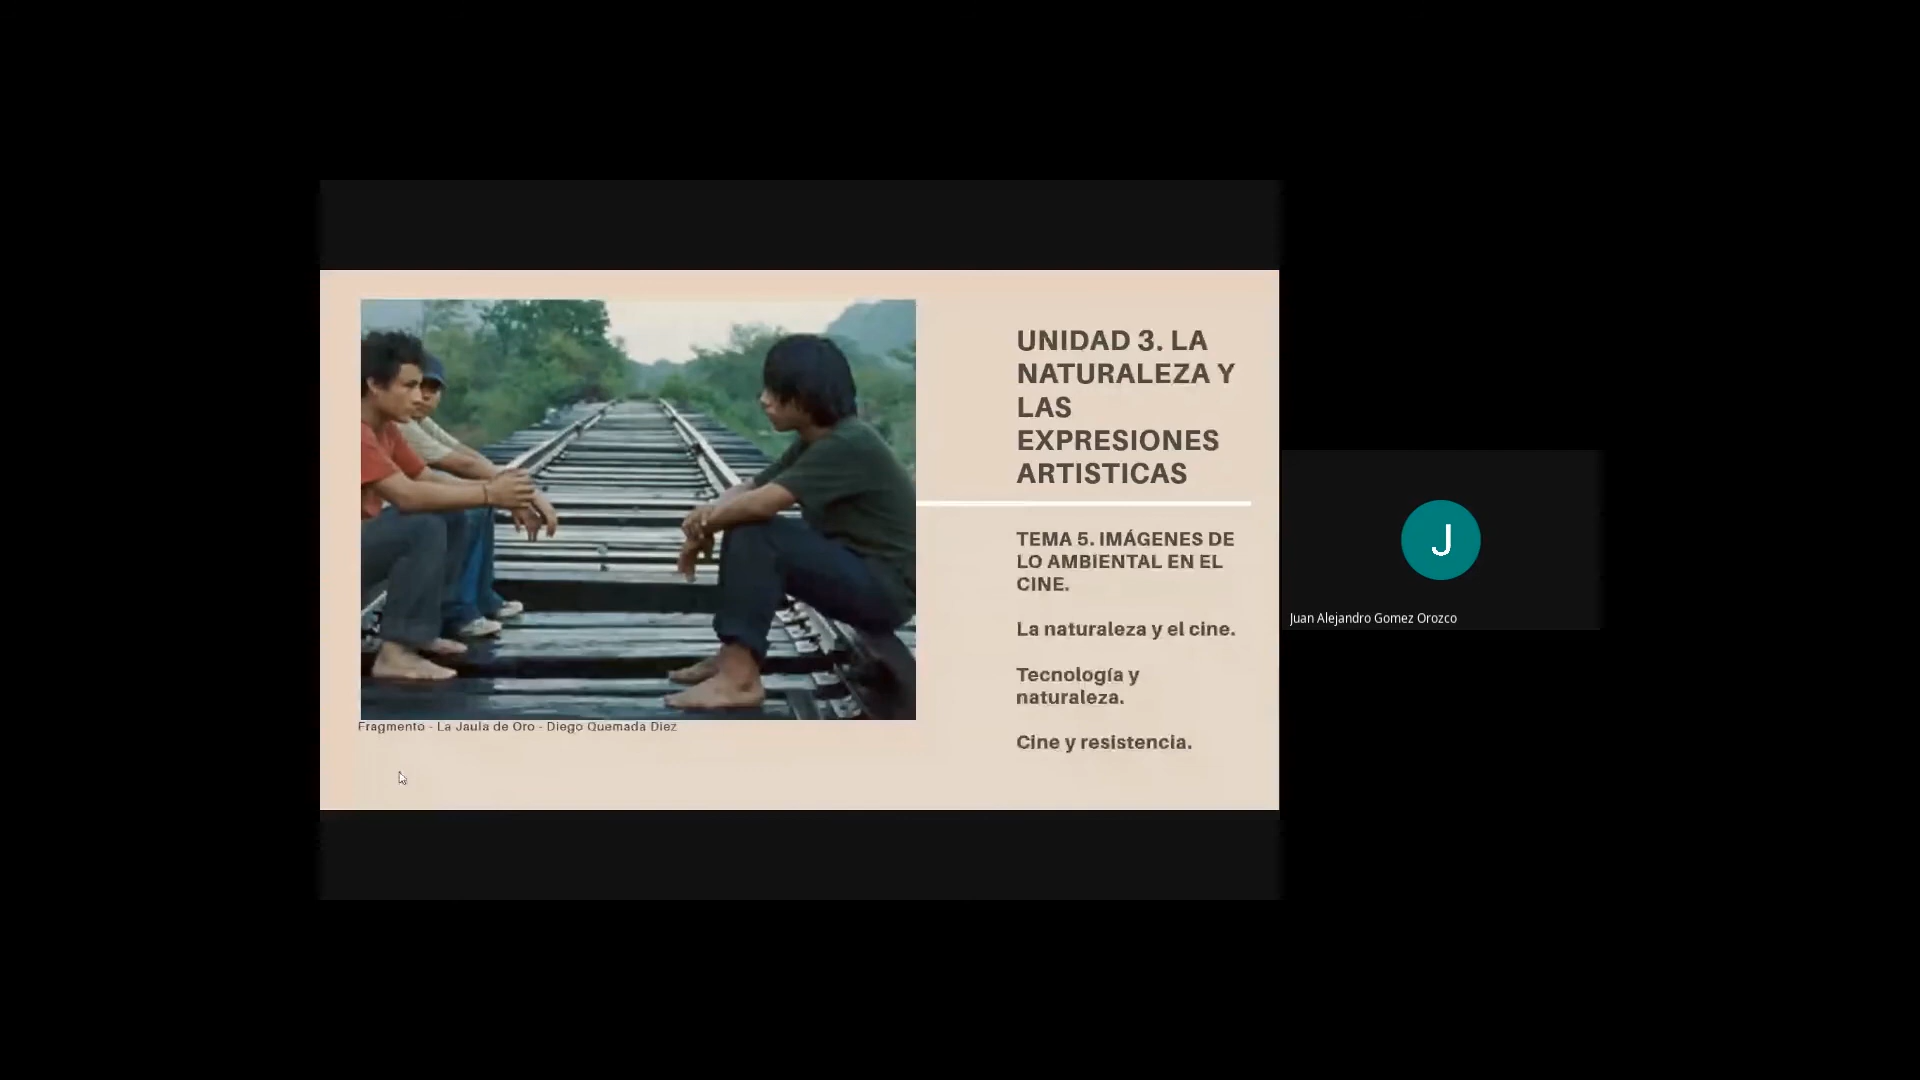 UNIDAD 3. LA
NATURALEZA Y
LAS
EXPRESIONES
ARTISTICAS
TEMA 5. IMÁGENES DE
LO AMBIENTAL EN EL
CINE.
La naturaleza y el cine.
Tecnología y
naturaleza.
Cine y resistencia.
Fragmento - La Jaula de Oro - Diego Quemada Diez
J
Juan Alejandro Gomez Orozco